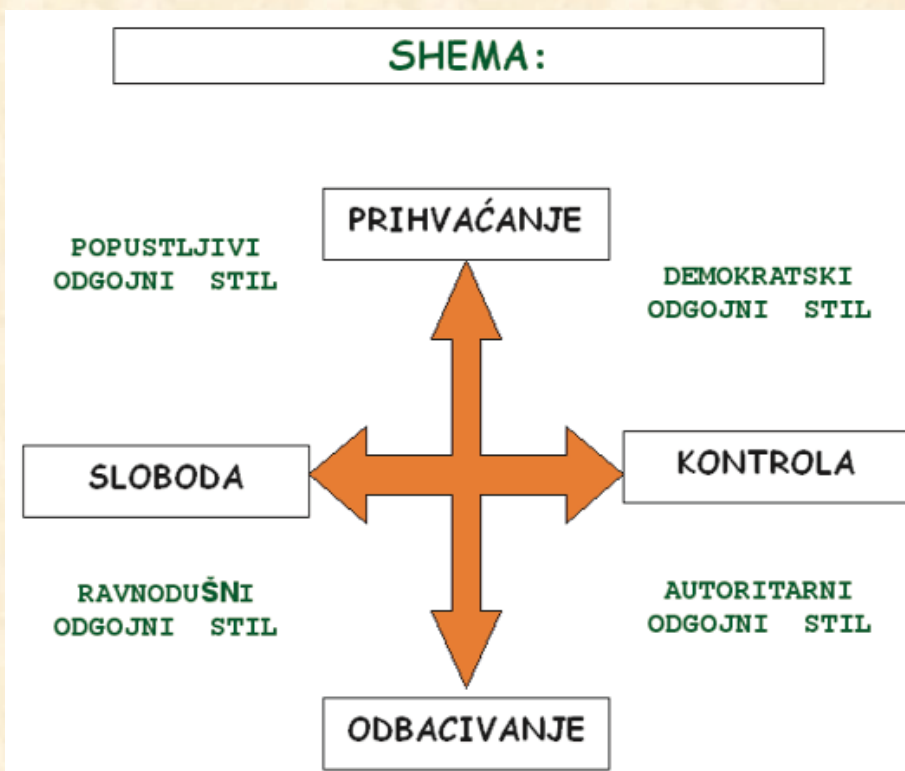 SHEMA:
PRIHVAĆANJE
POPUSTLJIVI
ODGOJNI STIL
DEMOKRATSKI
ODGOJNI STIL
SLOBODA
KONTROLA
RAVNODUŠNI
ODGOJNI STIL
AUTORITARNI
ODGOJNI STIL
ODBACIVANJE